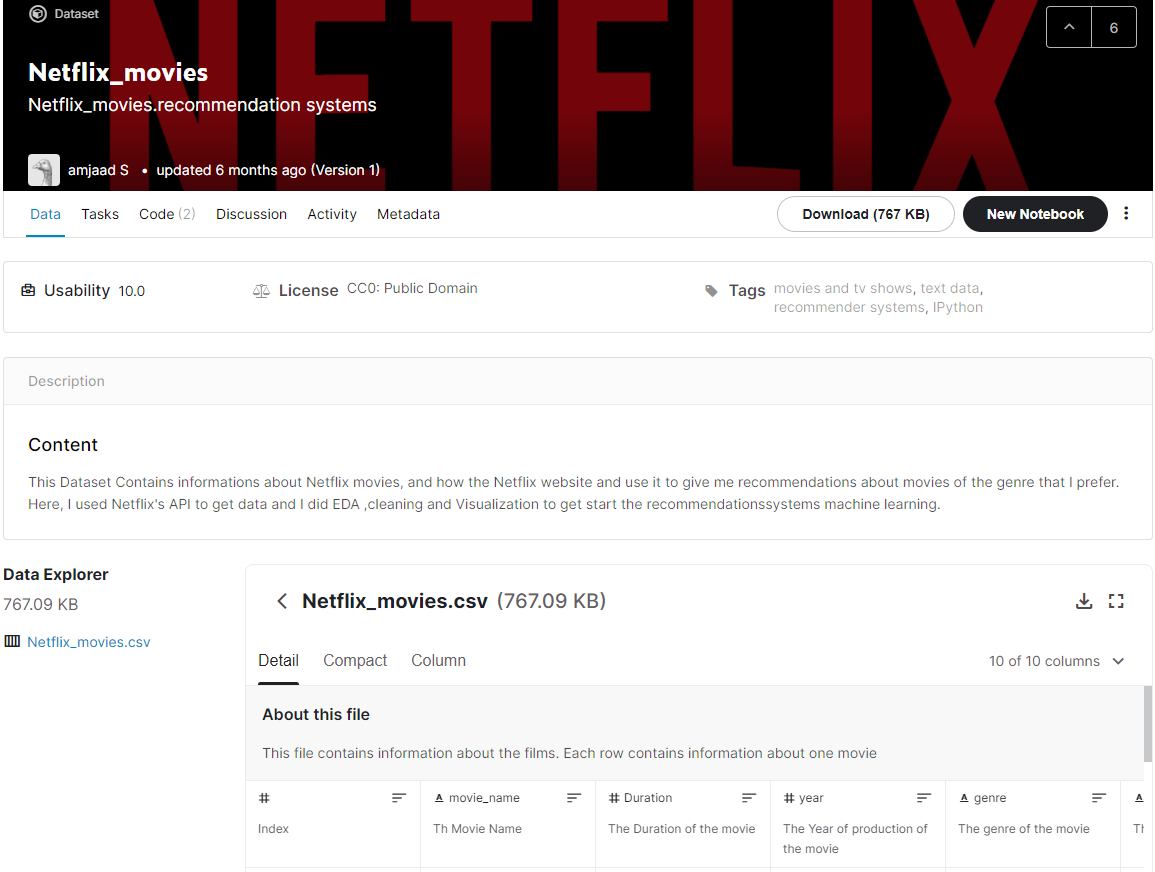 NETFLIX
Dataset
6
Netflix_movies
Netflix_movies.recommendation systems
amjaad S • updated 6 months ago (Version 1)
Data Tasks Code (2) Discussion Activity Metadata Download (767 KB) New Notebook
Usability 10.0 License CC0: Public Domain Tags movies and tv shows, text data,
recommender systems, IPython
Description
Content
This Dataset Contains informations about Netflix movies, and how the Netflix website and use it to give me recommendations about movies of the genre that I prefer.
Here, I used Netflix's API to get data and I did EDA ,cleaning and Visualization to get start the recommendationssystems machine learning.
Data Explorer
767.09 KB
Netflix_movies.csv
Netflix_movies.csv (767.09 KB)
Detail Compact Column 10 of 10 columns
About this file
This file contains information about the films. Each row contains information about one movie
# A movie_name # Duration # year A genre A
Index Th Movie Name The Duration of the movie The Year of production of The genre of the movie
the movie